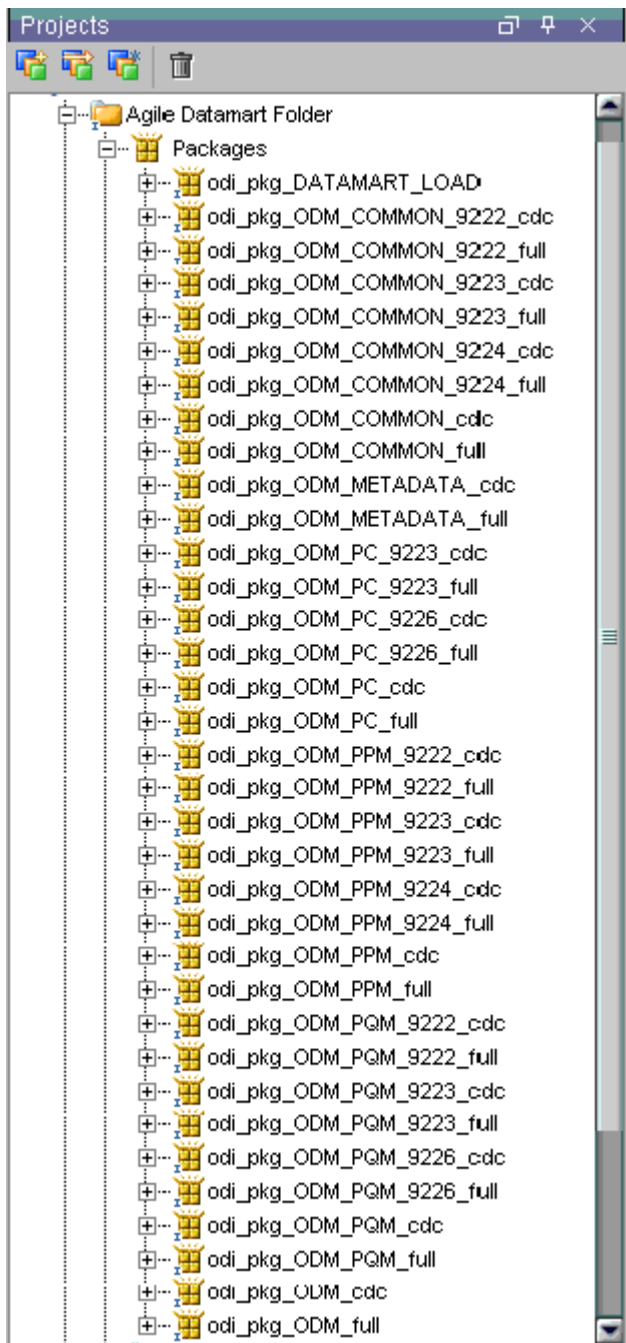 Projects
Agile Datamart Folder
Packages
odi_pkg_DATAMART_LOAD
odi_pkg_ODM_COMMON_9222_cdc
odi_pkg_ODM_COMMON_9222_full
odi_pkg_ODM_COMMON_9223_cdc
odi_pkg_ODM_COMMON_9223_full
odi_pkg_ODM_COMMON_9224_cdc
odi_pkg_ODM_COMMON_9224_full
odi_pkg_ODM_COMMON_cdc
odi_pkg_ODM_COMMON_full
odi_pkg_ODM_METADATA_cdc
odi_pkg_ODM_METADATA_full
odi_pkg_ODM_PC_9223_cdc
odi_pkg_ODM_PC_9223_full
odi_pkg_ODM_PC_9226_cdc
odi_pkg_ODM_PC_9226_full
odi_pkg_ODM_PC_cdc
odi_pkg_ODM_PC_full
odi_pkg_ODM_PPM_9222_cdc
odi_pkg_ODM_PPM_9222_full
odi_pkg_ODM_PPM_9223_cdc
odi_pkg_ODM_PPM_9223_full
odi_pkg_ODM_PPM_9224_cdc
odi_pkg_ODM_PPM_9224_full
odi_pkg_ODM_PPM_cdc
odi_pkg_ODM_PPM_full
odi_pkg_ODM_PQM_9222_cdc
odi_pkg_ODM_PQM_9222_full
odi_pkg_ODM_PQM_9223_cdc
odi_pkg_ODM_PQM_9223_full
odi_pkg_ODM_PQM_9226_cdc
odi_pkg_ODM_PQM_9226_full
odi_pkg_ODM_PQM_cdc
odi_pkg_ODM_PQM_full
odi_pkg_ODM_cdc
odi_pkg_ODM_full